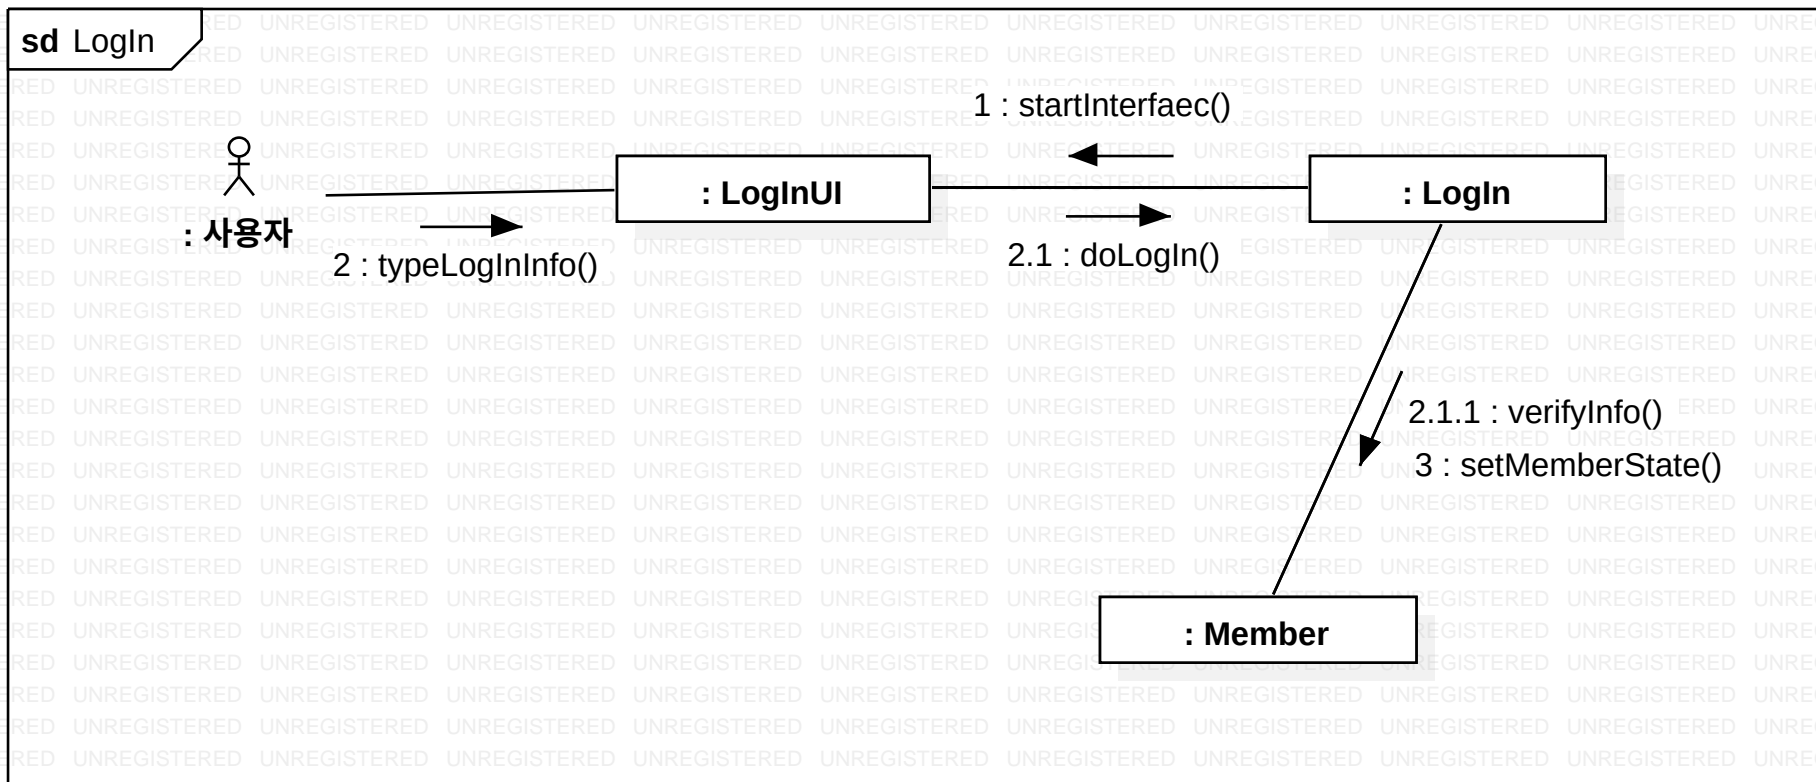 sd LogIn
1 : startInterfaec()
: LogInUI
: LogIn
: 사용자
2 : typeLogInInfo()
2.1 : doLogIn()
2.1.1 : verifyInfo()
3 : setMemberState()
: Member
UNREGISTERED